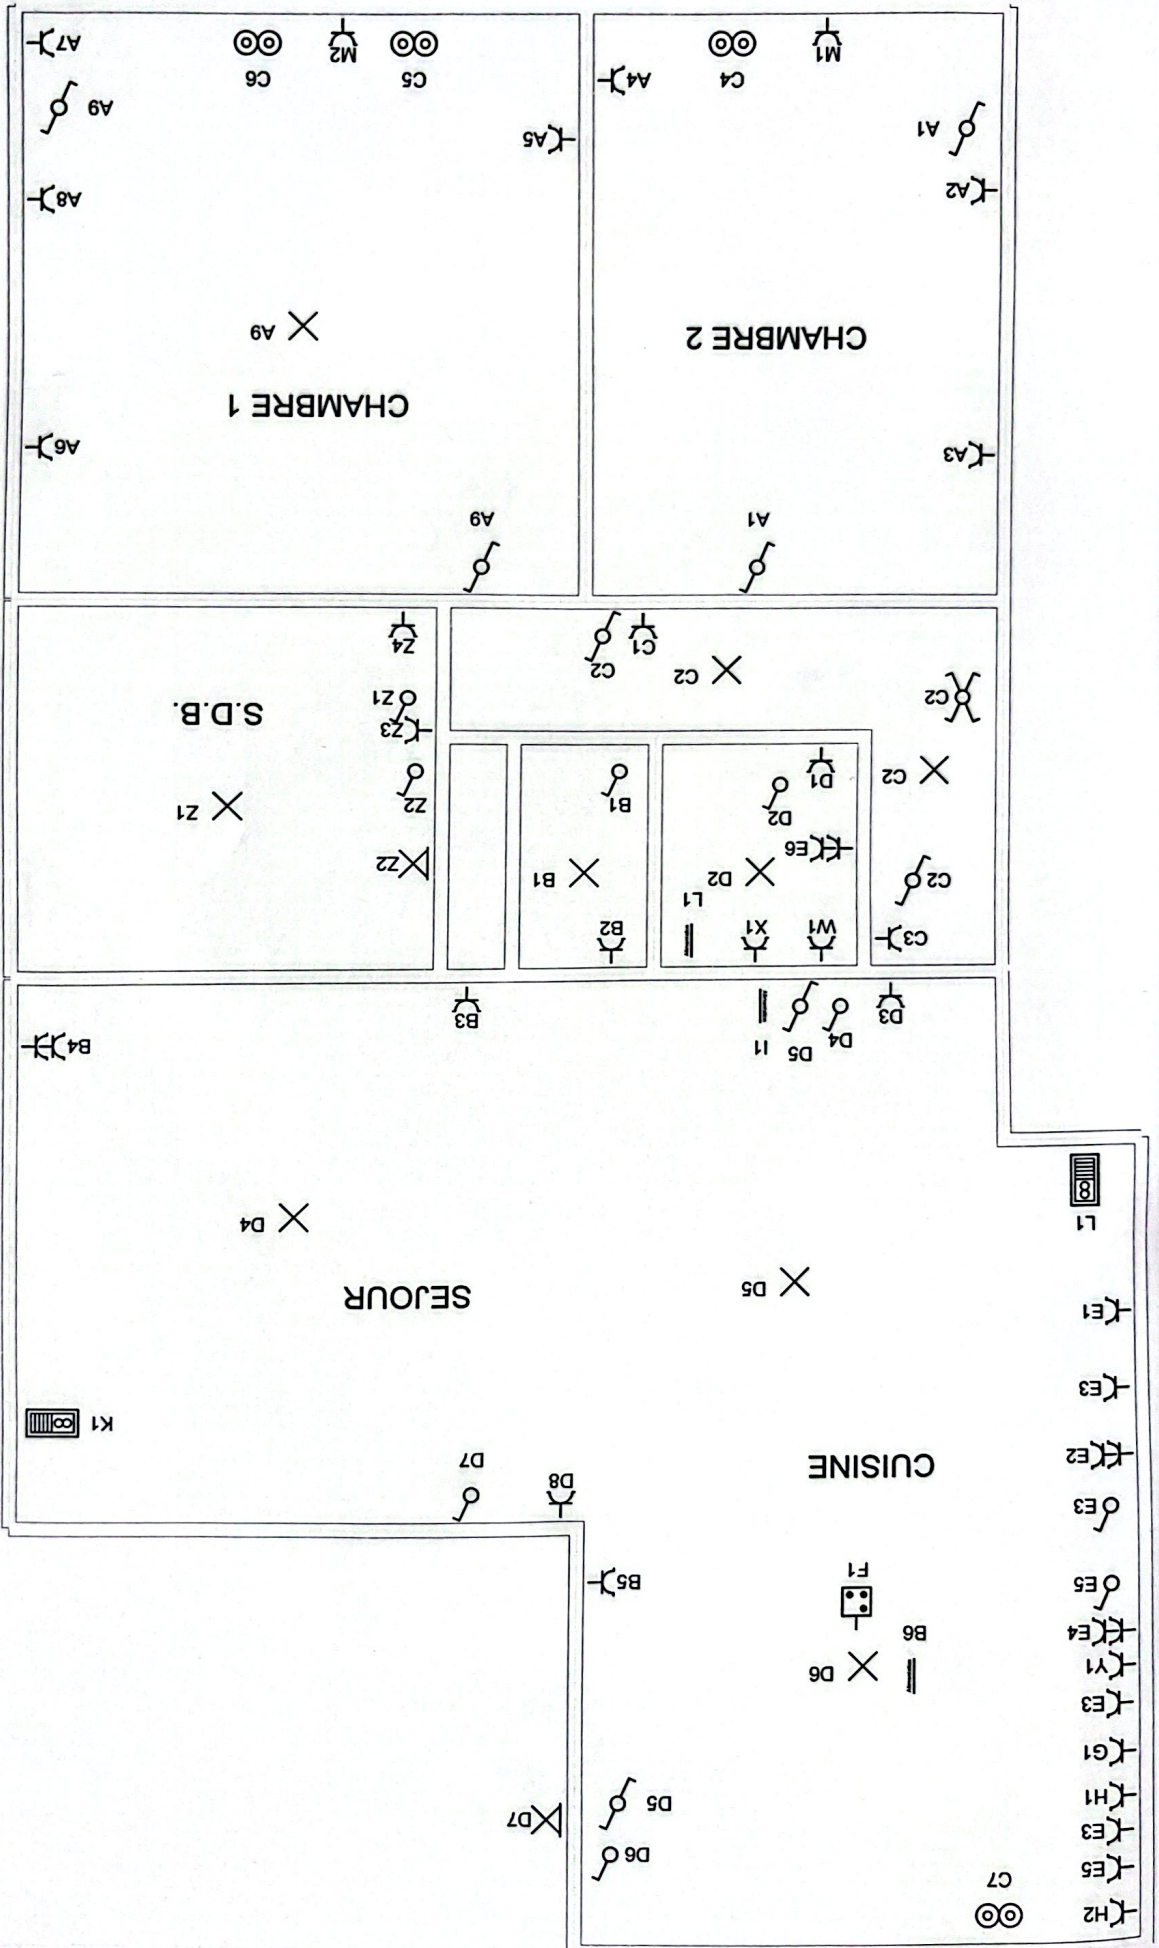 H2
C7
E5
D6
E3
D7
D5
H1
G1
E3
D6
Y1
B6
E4
E5
B5
F1
E3
D8
CUISINE
D7
E2
K1
E3
E1
SEJOUR
D5
D4
L1
I1
D5
B4
D4
B3
D3
C3
W1
X1
B2
L1
C2
D2
B1
Z2
E6
D2
Z1
B1
Z2
D1
C2
Z3
S.D.B.
C2
Z1
C2
C2
C1
Z4
A1
A9
A3
A6
CHAMBRE 1
CHAMBRE 2
A9
A8
A2
A5
A1
A9
A4
C4
C6
C5
M1
M2
A7